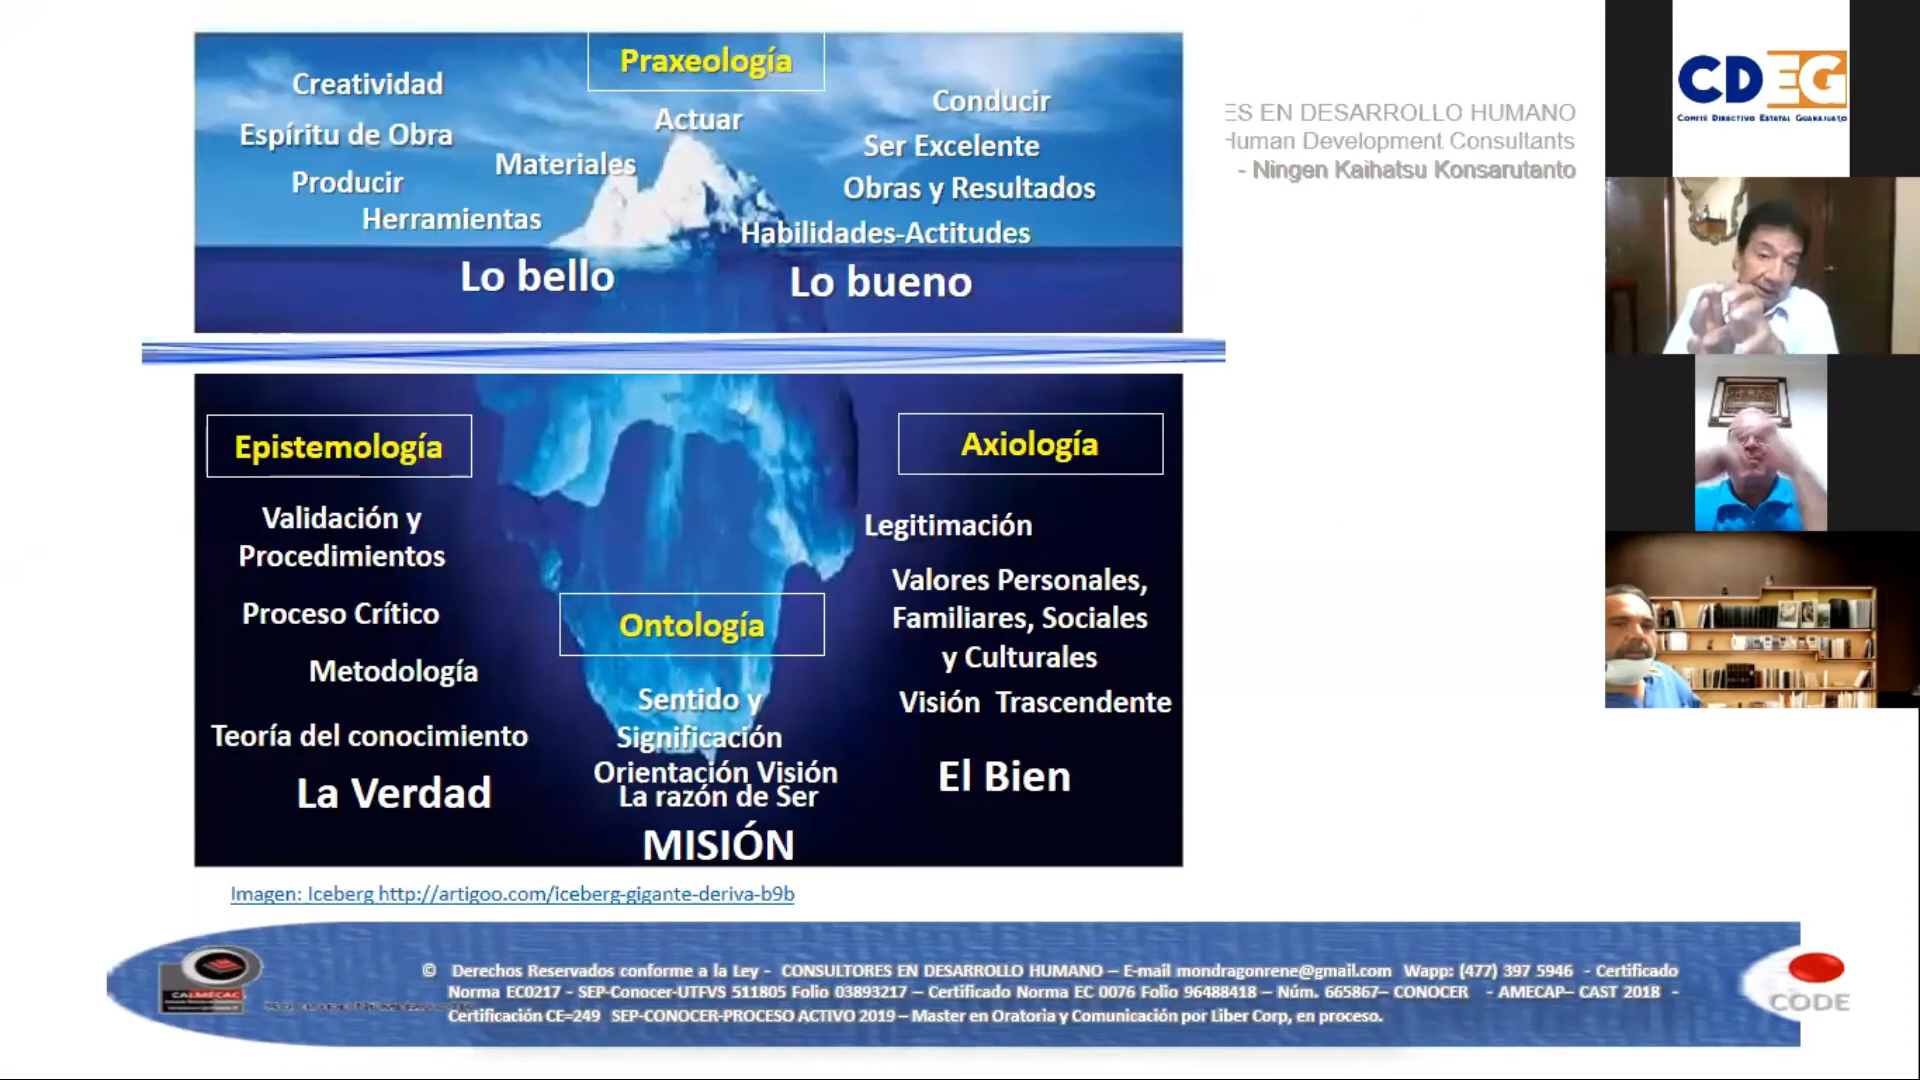 Praxeología
Creatividad
Conducir
Actuar
Espíritu de Obra
Ser Excelente
Materiales
Producir
Obras y Resultados
Herramientas
Habilidades-Actitudes
Lo bello
Lo bueno
ES EN DESARROLLO HUMANO
Human Development Consultants
- Ningen Kaihatsu Konsarutanto
CDEG
Comité Directivo Estatal Guanajuato
Epistemología
Validación y
Procedimientos
Proceso Crítico
Metodología
Teoría del conocimiento
La Verdad
Ontología
Sentido y
Significación
Orientación Visión
La razón de Ser
MISIÓN
Axiología
Legitimación
Valores Personales,
Familiares, Sociales
y Culturales
Visión Trascendente
El Bien
Imagen: Iceberg http://artigoo.com/iceberg-gigante-deriva-b9b
CALMECAC
© Derechos Reservados conforme a la Ley - CONSULTORES EN DESARROLLO HUMANO – E-mail mondragonrene@gmail.com Wapp: (477) 397 5946 - Certificado
Norma EC0217 - SEP-Conocer-UTFVS 511805 Folio 03893217 – Certificado Norma EC 0076 Folio 96488418 – Núm. 665867– CONOCER - AMECAP– CAST 2018 -
Certificación CE=249 SEP-CONOCER-PROCESO ACTIVO 2019 – Master en Oratoria y Comunicación por Liber Corp, en proceso.
CODE